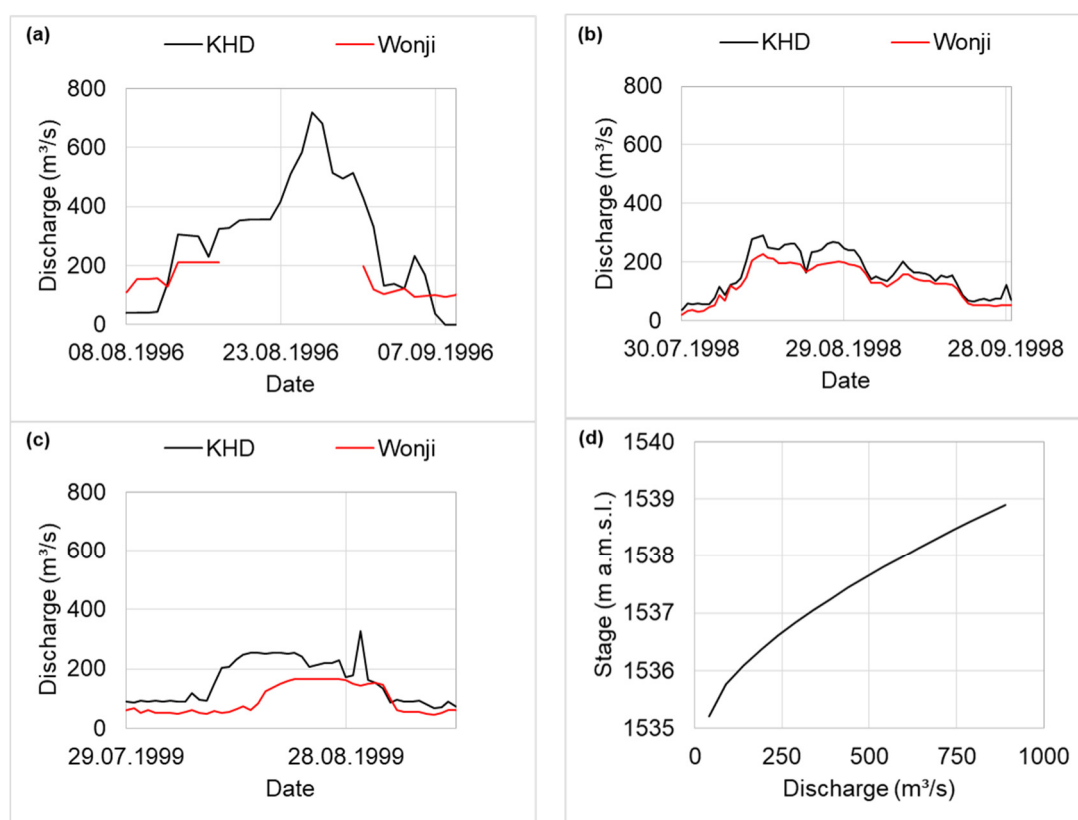 (a)
KHD Wonji
800
600
400
200
0
Discharge (m³/s)
08.08.1996 23.08.1996 07.09.1996
Date
(b)
KHD Wonji
800
600
400
200
0
Discharge (m³/s)
30.07.1998 29.08.1998 28.09.1998
Date
(c)
KHD Wonji
800
600
400
200
0
Discharge (m³/s)
29.07.1999 28.08.1999
Date
(d)
1540
1539
1538
1537
1536
1535
Stage (m a.m.s.l.)
0 250 500 750 1000
Discharge (m³/s)